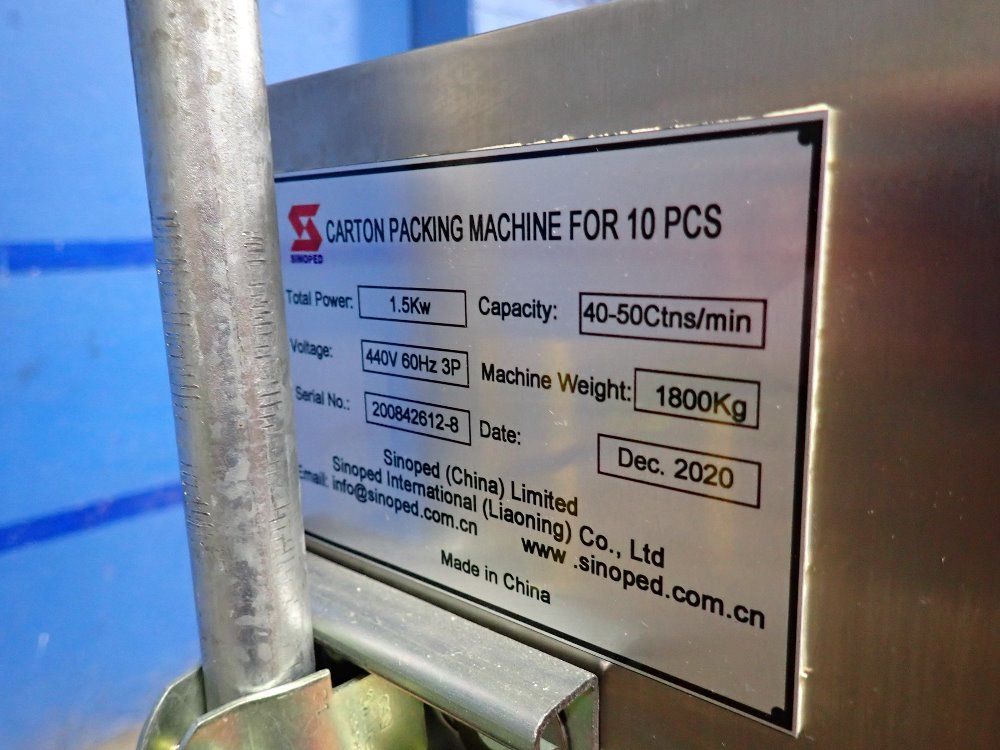 SINOPED
CARTON PACKING MACHINE FOR 10 PCS
Total Power: 1.5Kw Capacity: 40-50Ctns/min
Voltage: 440V 60Hz 3P Machine Weight: 1800Kg
Serial No.: 200842612-8 Date: Dec. 2020
Sinoped (China) Limited
Sinoped International (Liaoning) Co., Ltd
Email: info@sinoped.com.cn www .sinoped.com.cn
Made in China